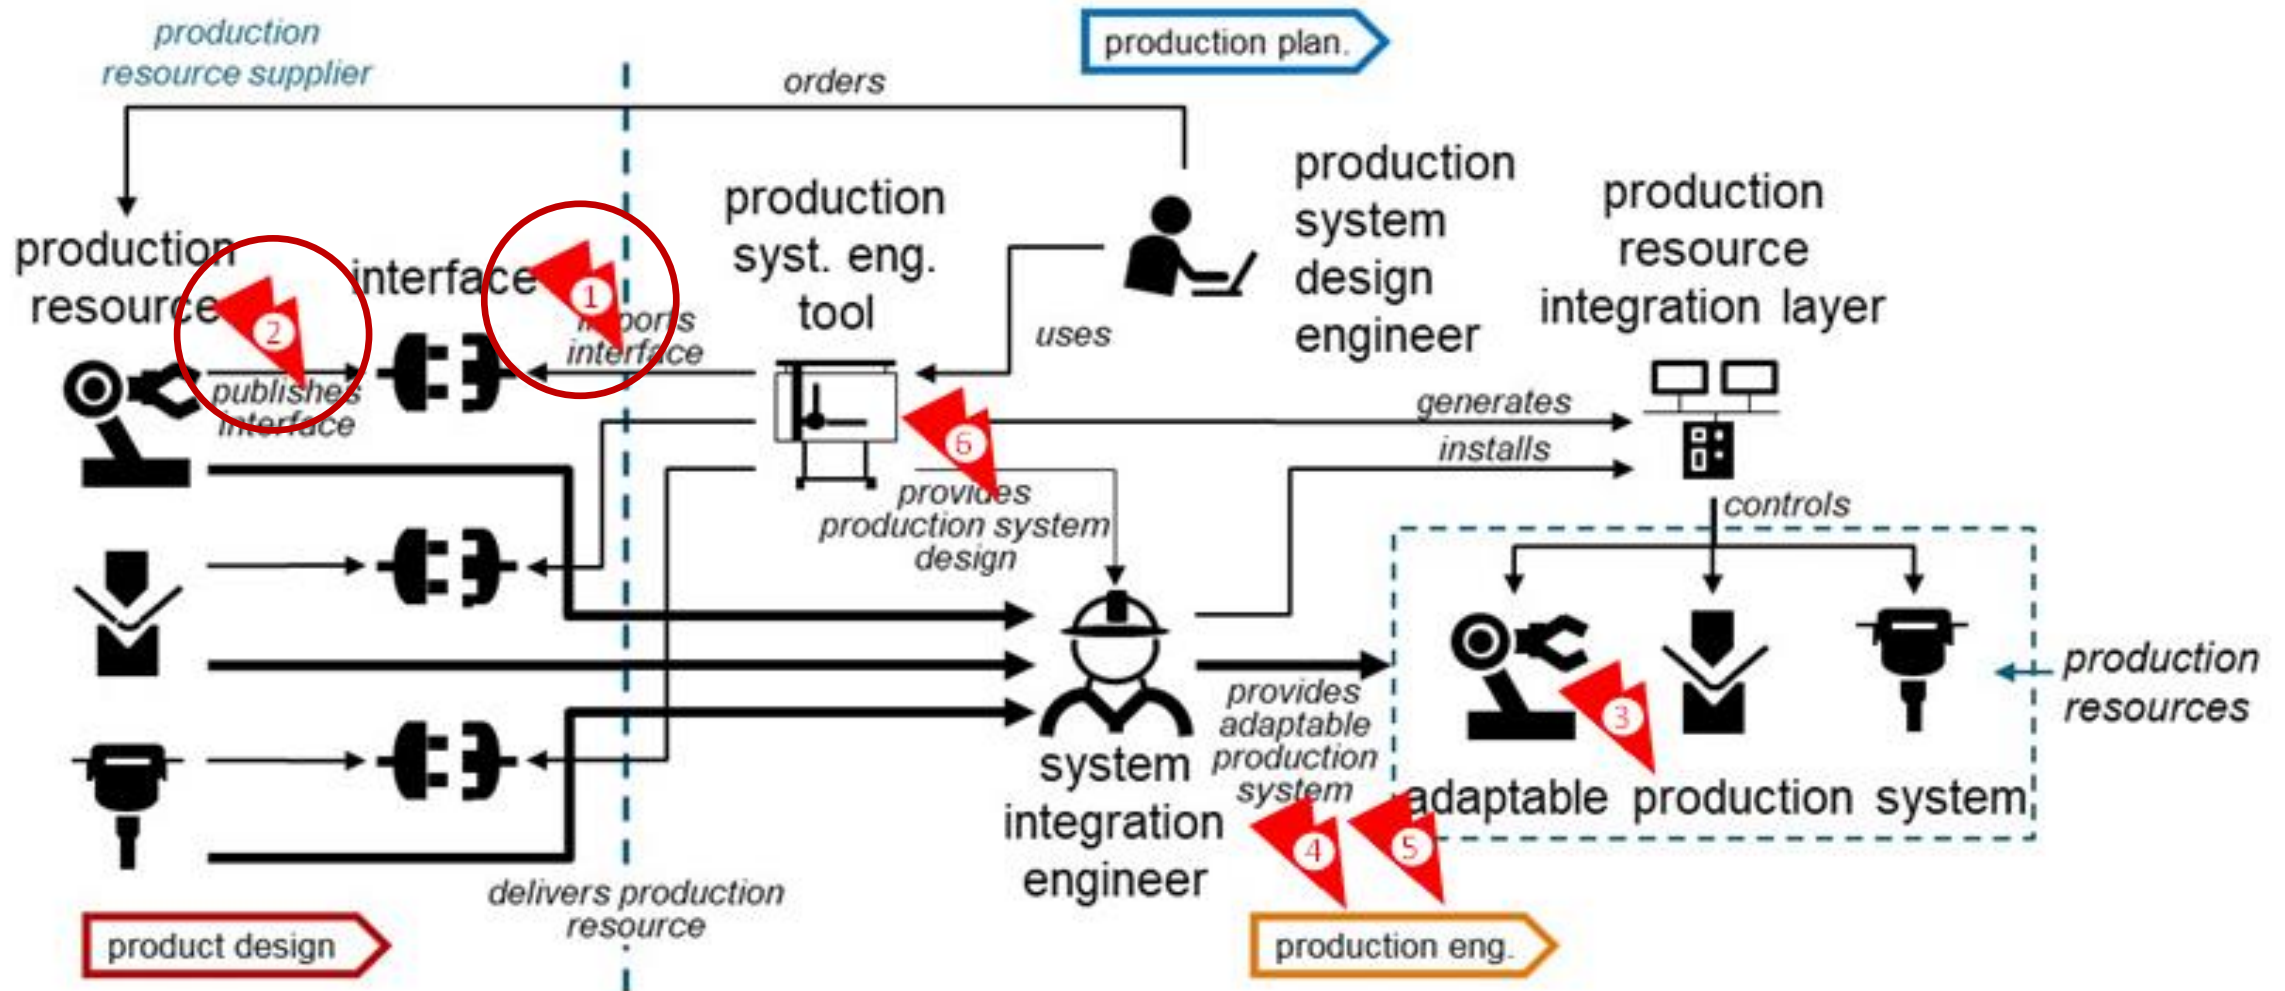 production
resource supplier
production plan.
orders
production
resource
interface
production
syst. eng.
tool
production
system
design
engineer
production
resource
integration layer
1
2
imports
interface
uses
publishes
interface
generates
installs
6
provides
production system
design
controls
production
resources
3
provides
adaptable
production
system
adaptable production system
system
integration
engineer
4
5
delivers production
resource
product design
production eng.